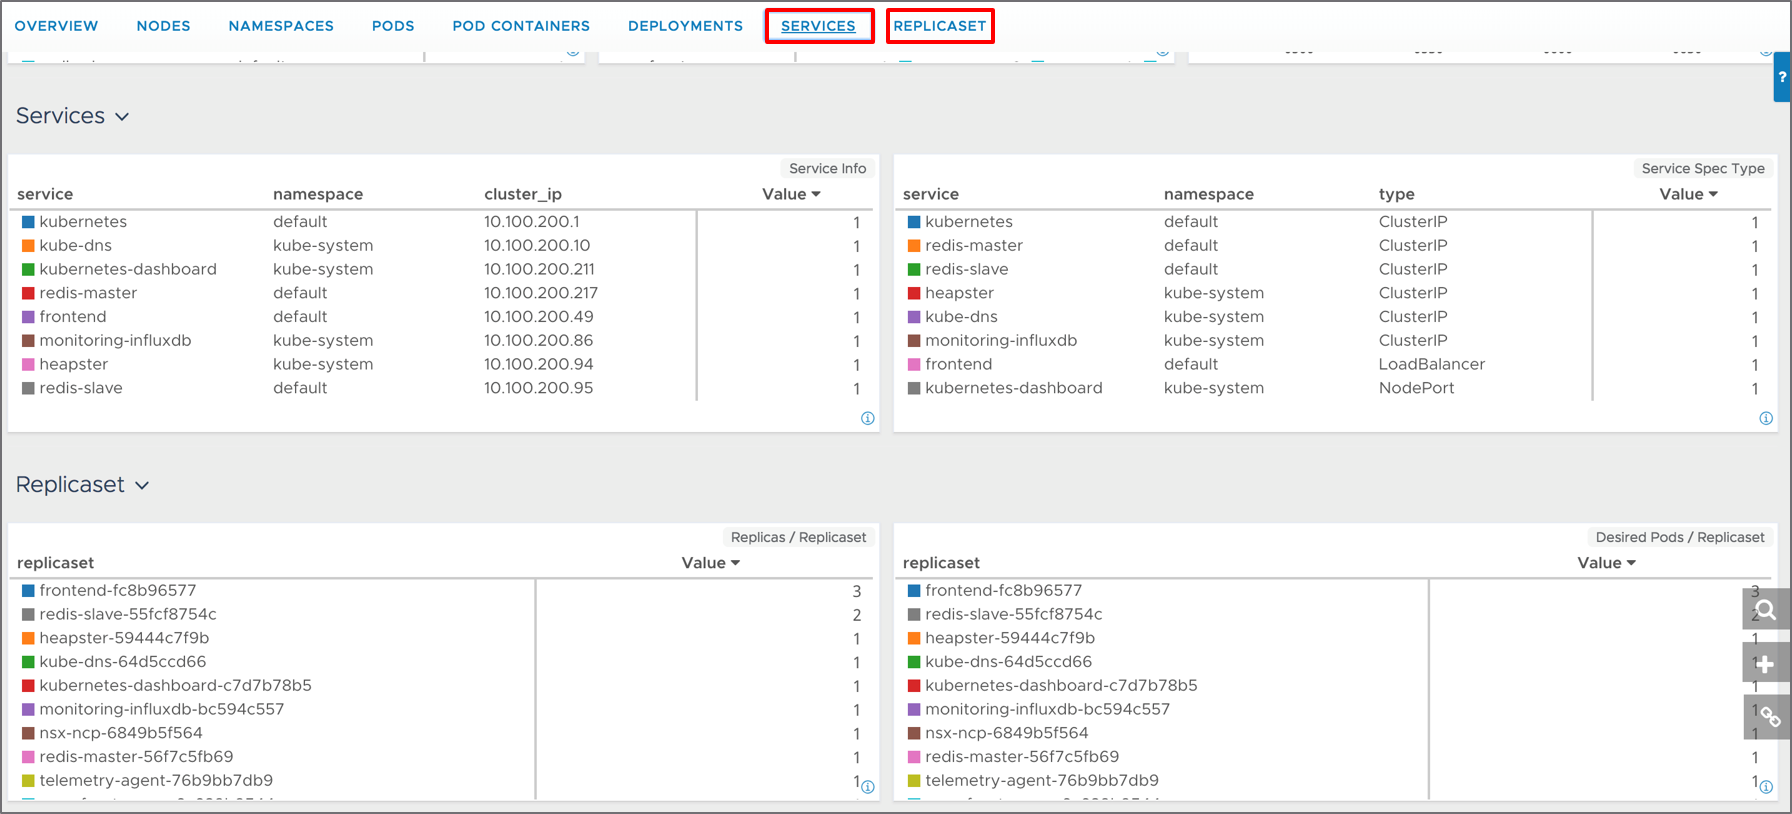 OVERVIEW NODES NAMESPACES PODS POD CONTAINERS DEPLOYMENTS SERVICES REPLICASET
?
Services
Service Info
service namespace cluster_ip Value
kubernetes default 10.100.200.1 1
kube-dns kube-system 10.100.200.10 1
kubernetes-dashboard kube-system 10.100.200.211 1
redis-master default 10.100.200.217 1
frontend default 10.100.200.49 1
monitoring-influxdb kube-system 10.100.200.86 1
heapster kube-system 10.100.200.94 1
redis-slave default 10.100.200.95 1
Service Spec Type
service namespace type Value
kubernetes default ClusterIP 1
redis-master default ClusterIP 1
redis-slave default ClusterIP 1
heapster kube-system ClusterIP 1
kube-dns kube-system ClusterIP 1
monitoring-influxdb kube-system ClusterIP 1
frontend default LoadBalancer 1
kubernetes-dashboard kube-system NodePort 1
Replicaset
Replicas / Replicaset
replicaset Value
frontend-fc8b96577 3
redis-slave-55fcf8754c 2
heapster-59444c7f9b 1
kube-dns-64d5ccd66 1
kubernetes-dashboard-c7d7b78b5 1
monitoring-influxdb-bc594c557 1
nsx-ncp-6849b5f564 1
redis-master-56f7c5fb69 1
telemetry-agent-76b9bb7db9 1
Desired Pods / Replicaset
replicaset Value
frontend-fc8b96577 3
redis-slave-55fcf8754c 2
heapster-59444c7f9b 1
kube-dns-64d5ccd66 1
kubernetes-dashboard-c7d7b78b5 1
monitoring-influxdb-bc594c557 1
nsx-ncp-6849b5f564 1
redis-master-56f7c5fb69 1
telemetry-agent-76b9bb7db9 1